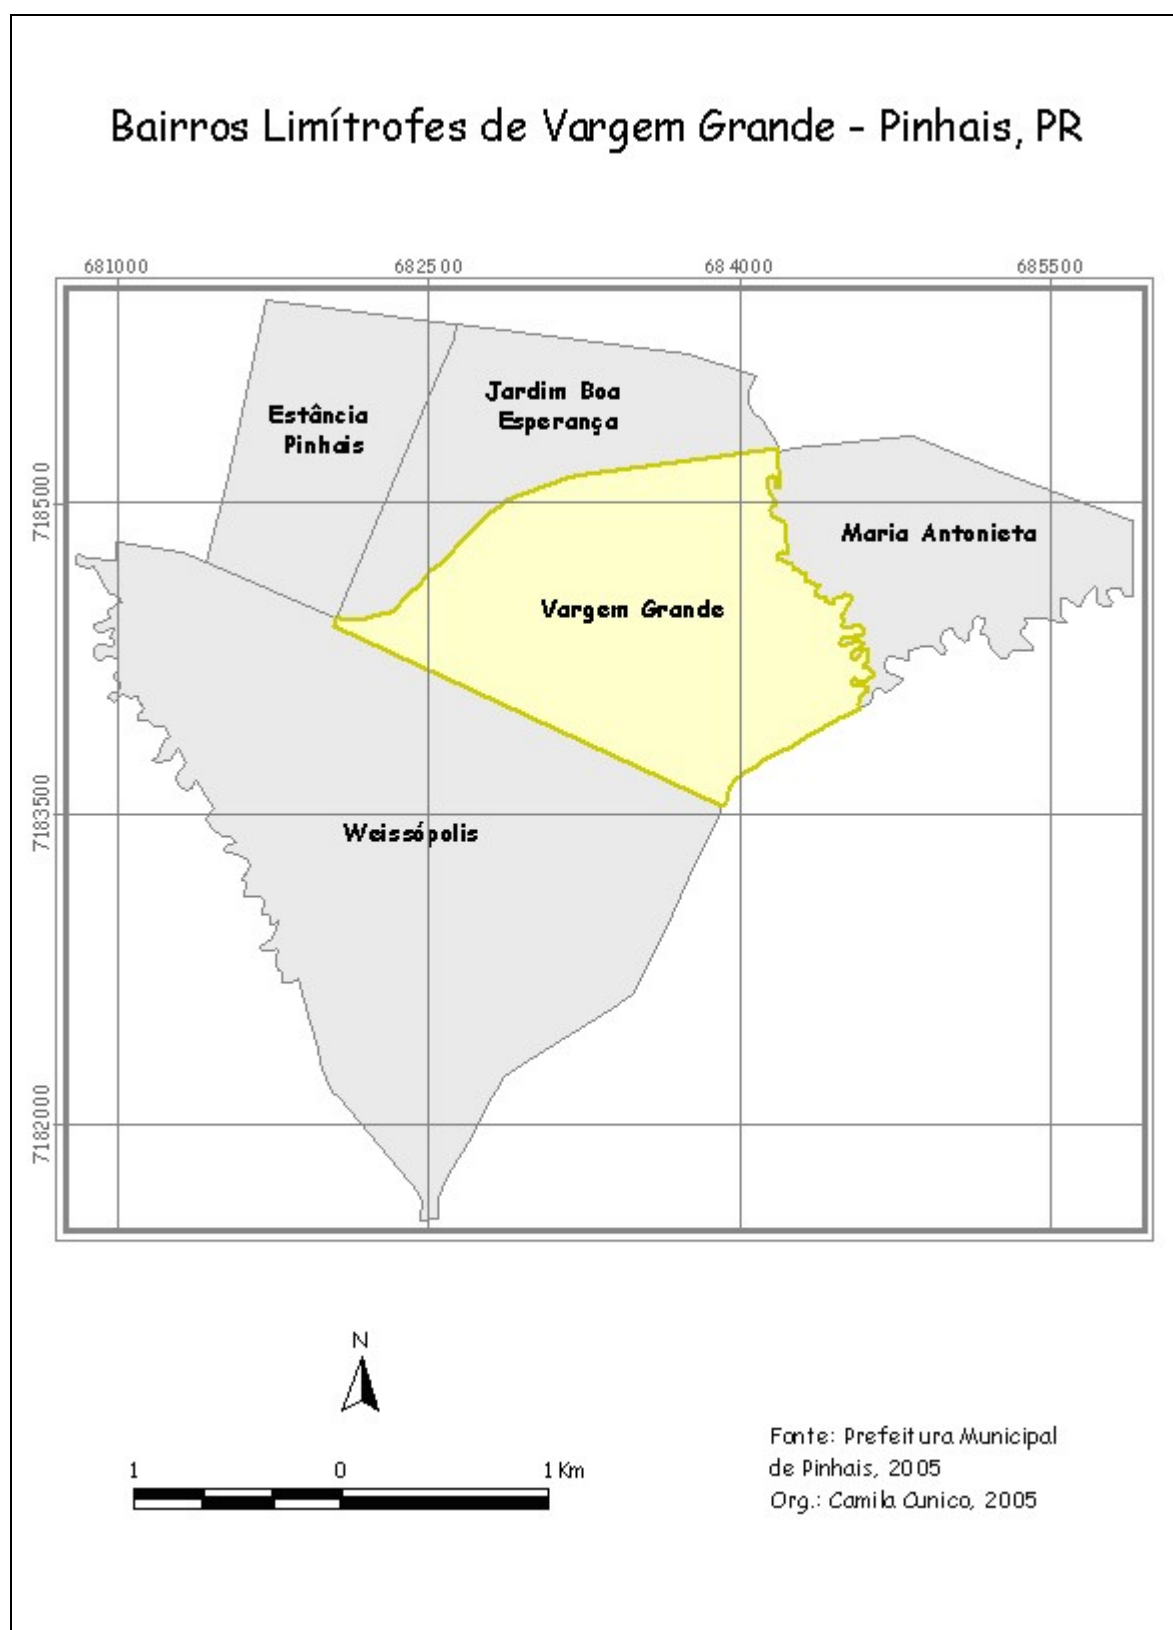 Bairros Limítrofes de Vargem Grande - Pinhais, PR
681000
682500
684000
685500
7185000
7183500
7182000
Estância
Pinhais
Jardim Boa
Esperança
Maria Antonieta
Vargem Grande
Weissópolis
N
1
0
1 Km
Fonte: Prefeitura Municipal
de Pinhais, 2005
Org.: Camila Cunico, 2005